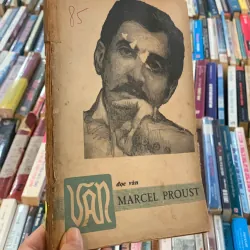 85
đọc văn
VĂN
MARCEL PROUST